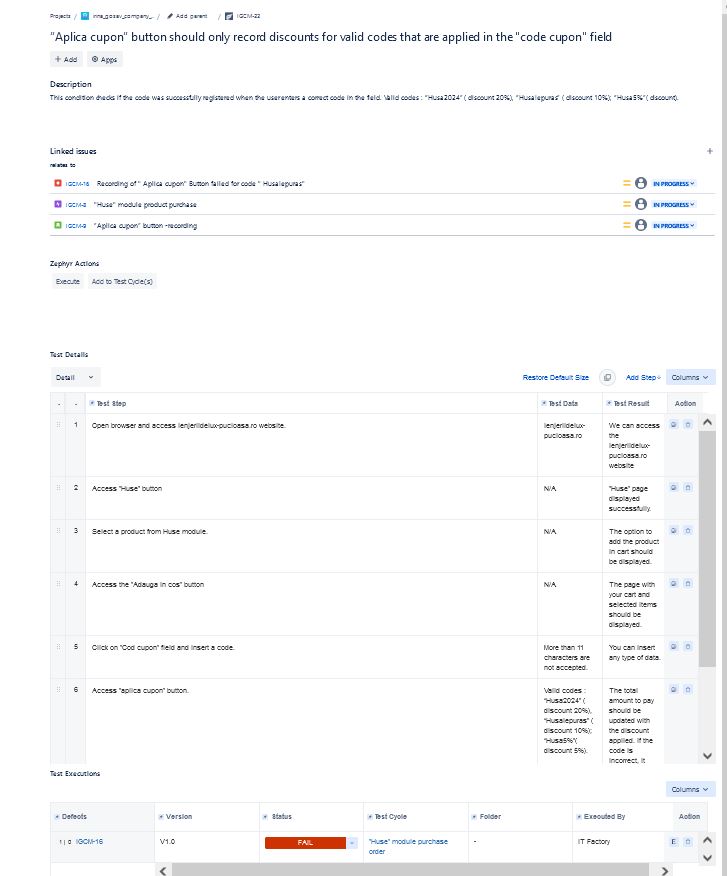 Projects / irina_gosav_company_... / Add parent / IGCM-22
"Aplica cupon" button should only record discounts for valid codes that are applied in the "code cupon" field
+ Add Apps
Description
This condition checks if the code was successfully registered when the user enters a correct code in the field. Valid codes : "Husa2024" ( discount 20%), "Husaiepuras" ( discount 10%); "Husa5%"( discount).
Linked issues
relates to
IGCM-16 Recording of " Aplica cupon" Button failed for code " Husaiepuras"
IN PROGRESS
IGCM-8 "Huse" module product purchase
IN PROGRESS
IGCM-9 "Aplica cupon" button -recording
IN PROGRESS
Zephyr Actions
Execute Add to Test Cycle(s)
Test Details
Detail
Restore Default Size Add Step Columns
- - Test Step Test Data Test Result Action
1 Open browser and access lenjeriidelux-pucioasa.ro website.
lenjeriidelux-
pucioasa.ro
We can access
the
lenjeriidelux-
pucioasa.ro
website
2 Access "Huse" button
N/A
"Huse" page
displayed
successfully.
3 Select a product from Huse module.
N/A
The option to
add the product
in cart should
be displayed.
4 Access the "Adauga in cos" button
N/A
The page with
your cart and
selected items
should be
displayed.
5 Click on "Cod cupon" field and insert a code.
More than 11
characters are
not accepted.
You can insert
any type of data.
6 Access "aplica cupon" button.
Valid codes :
"Husa2024" (
discount 20%),
"Husaiepuras" (
discount 10%);
"Husa5%"(
discount 5%).
The total
amount to pay
should be
updated with
the discount
applied. If the
code is
incorrect, it
Test Executions
Columns
Defects Version Status Test Cycle Folder Executed By Action
1 | 0 IGCM-16 V1.0 FAIL
"Huse" module purchase
order
- IT Factory E